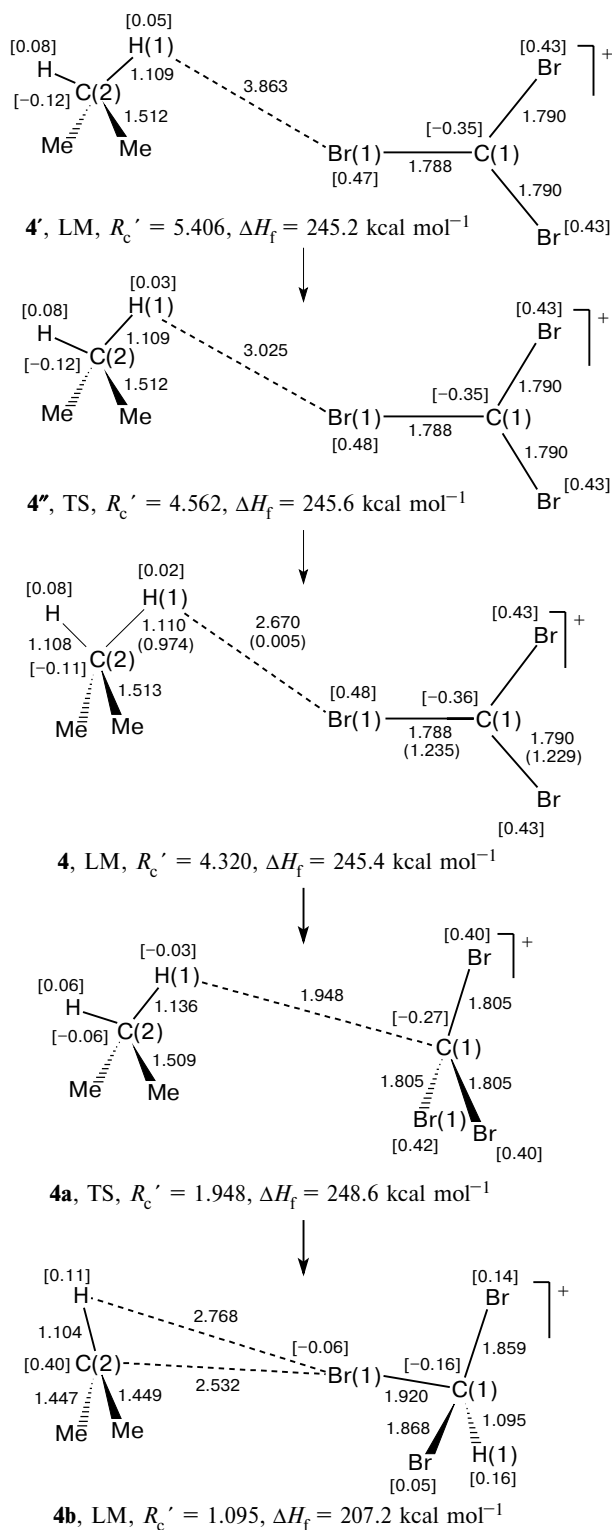 [0.05]
[0.43]
[0.08]
H(1)
Br
+
H
1.109
3.863
[−0.12]
C(2)
1.790
1.512
[−0.35]
Me
Me
Br(1)
1.788
C(1)
[0.47]
1.790
Br
[0.43]
4′, LM, Rc′ = 5.406, ΔHf = 245.2 kcal mol−1
[0.03]
[0.43]
[0.08]
H(1)
Br
+
H
1.109
3.025
[−0.12]
C(2)
1.790
1.512
[−0.35]
Me
Me
Br(1)
1.788
C(1)
[0.48]
1.790
Br
[0.43]
4″, TS, Rc′ = 4.562, ΔHf = 245.6 kcal mol−1
[0.02]
[0.08]
H(1)
[0.43]
H
Br
+
1.108
1.110
(0.974)
2.670
(0.005)
[−0.11]
C(2)
1.513
[0.48]
[−0.36]
Me
Me
Br(1)
C(1)
1.788
(1.235)
1.790
(1.229)
Br
[0.43]
4, LM, Rc′ = 4.320, ΔHf = 245.4 kcal mol−1
[−0.03]
[0.40]
[0.06]
H(1)
Br
+
H
1.136
1.948
[−0.06]
C(2)
[−0.27]
1.805
1.509
C(1)
Me
Me
1.805
1.805
Br(1)
Br
[0.42]
[0.40]
4a, TS, Rc′ = 1.948, ΔHf = 248.6 kcal mol−1
[0.11]
[0.14]
H
Br
+
2.768
1.104
[−0.06]
[−0.16]
1.859
[0.40]
C(2)
Br(1)
C(1)
2.532
1.920
1.447
1.449
1.868
1.095
Me
Me
Br
H(1)
[0.05]
[0.16]
4b, LM, Rc′ = 1.095, ΔHf = 207.2 kcal mol−1